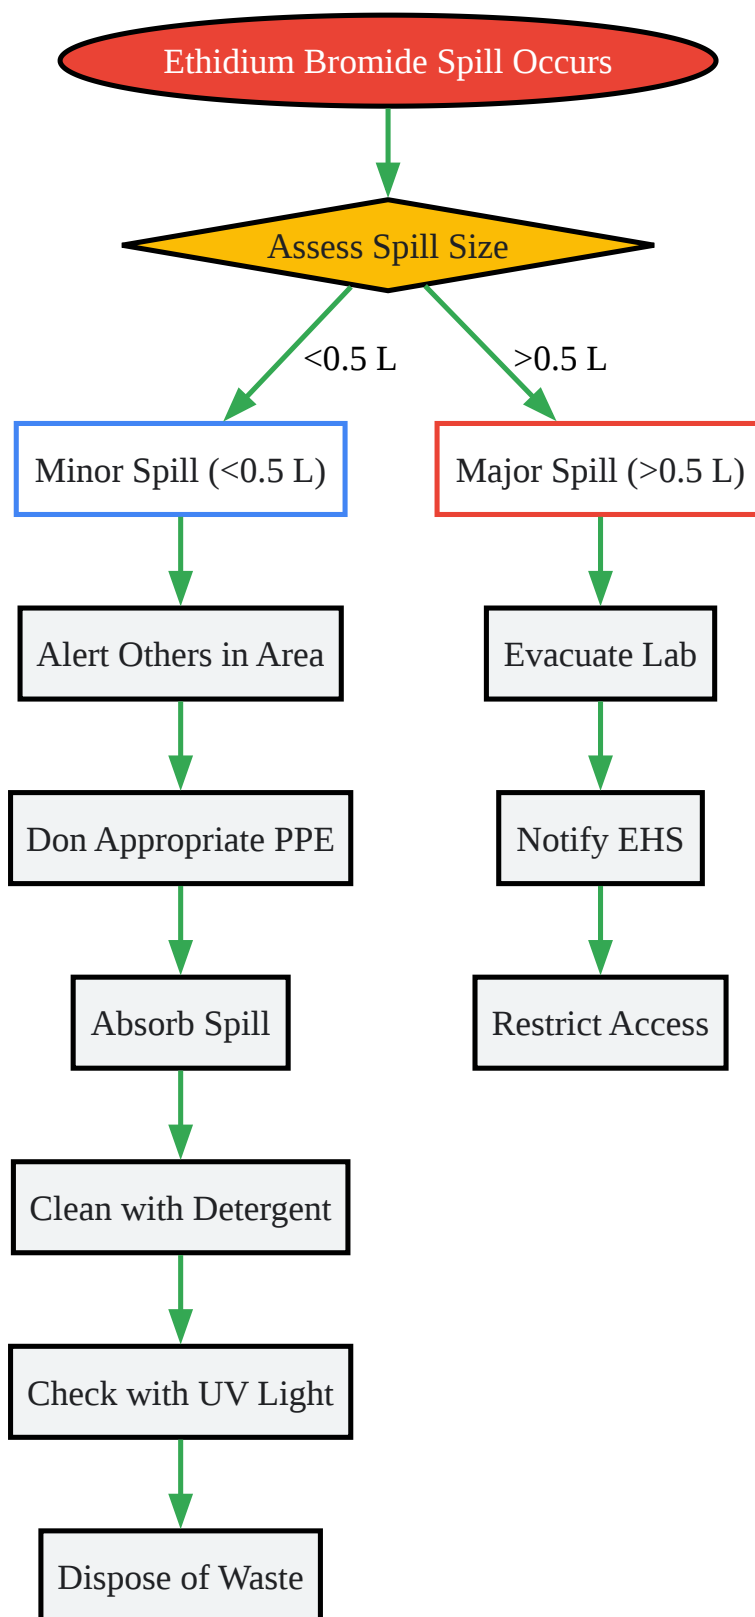 Ethidium Bromide Spill Occurs
Assess Spill Size
<0.5 L
>0.5 L
Minor Spill (<0.5 L)
Major Spill (>0.5 L)
Alert Others in Area
Evacuate Lab
Don Appropriate PPE
Notify EHS
Absorb Spill
Restrict Access
Clean with Detergent
Check with UV Light
Dispose of Waste